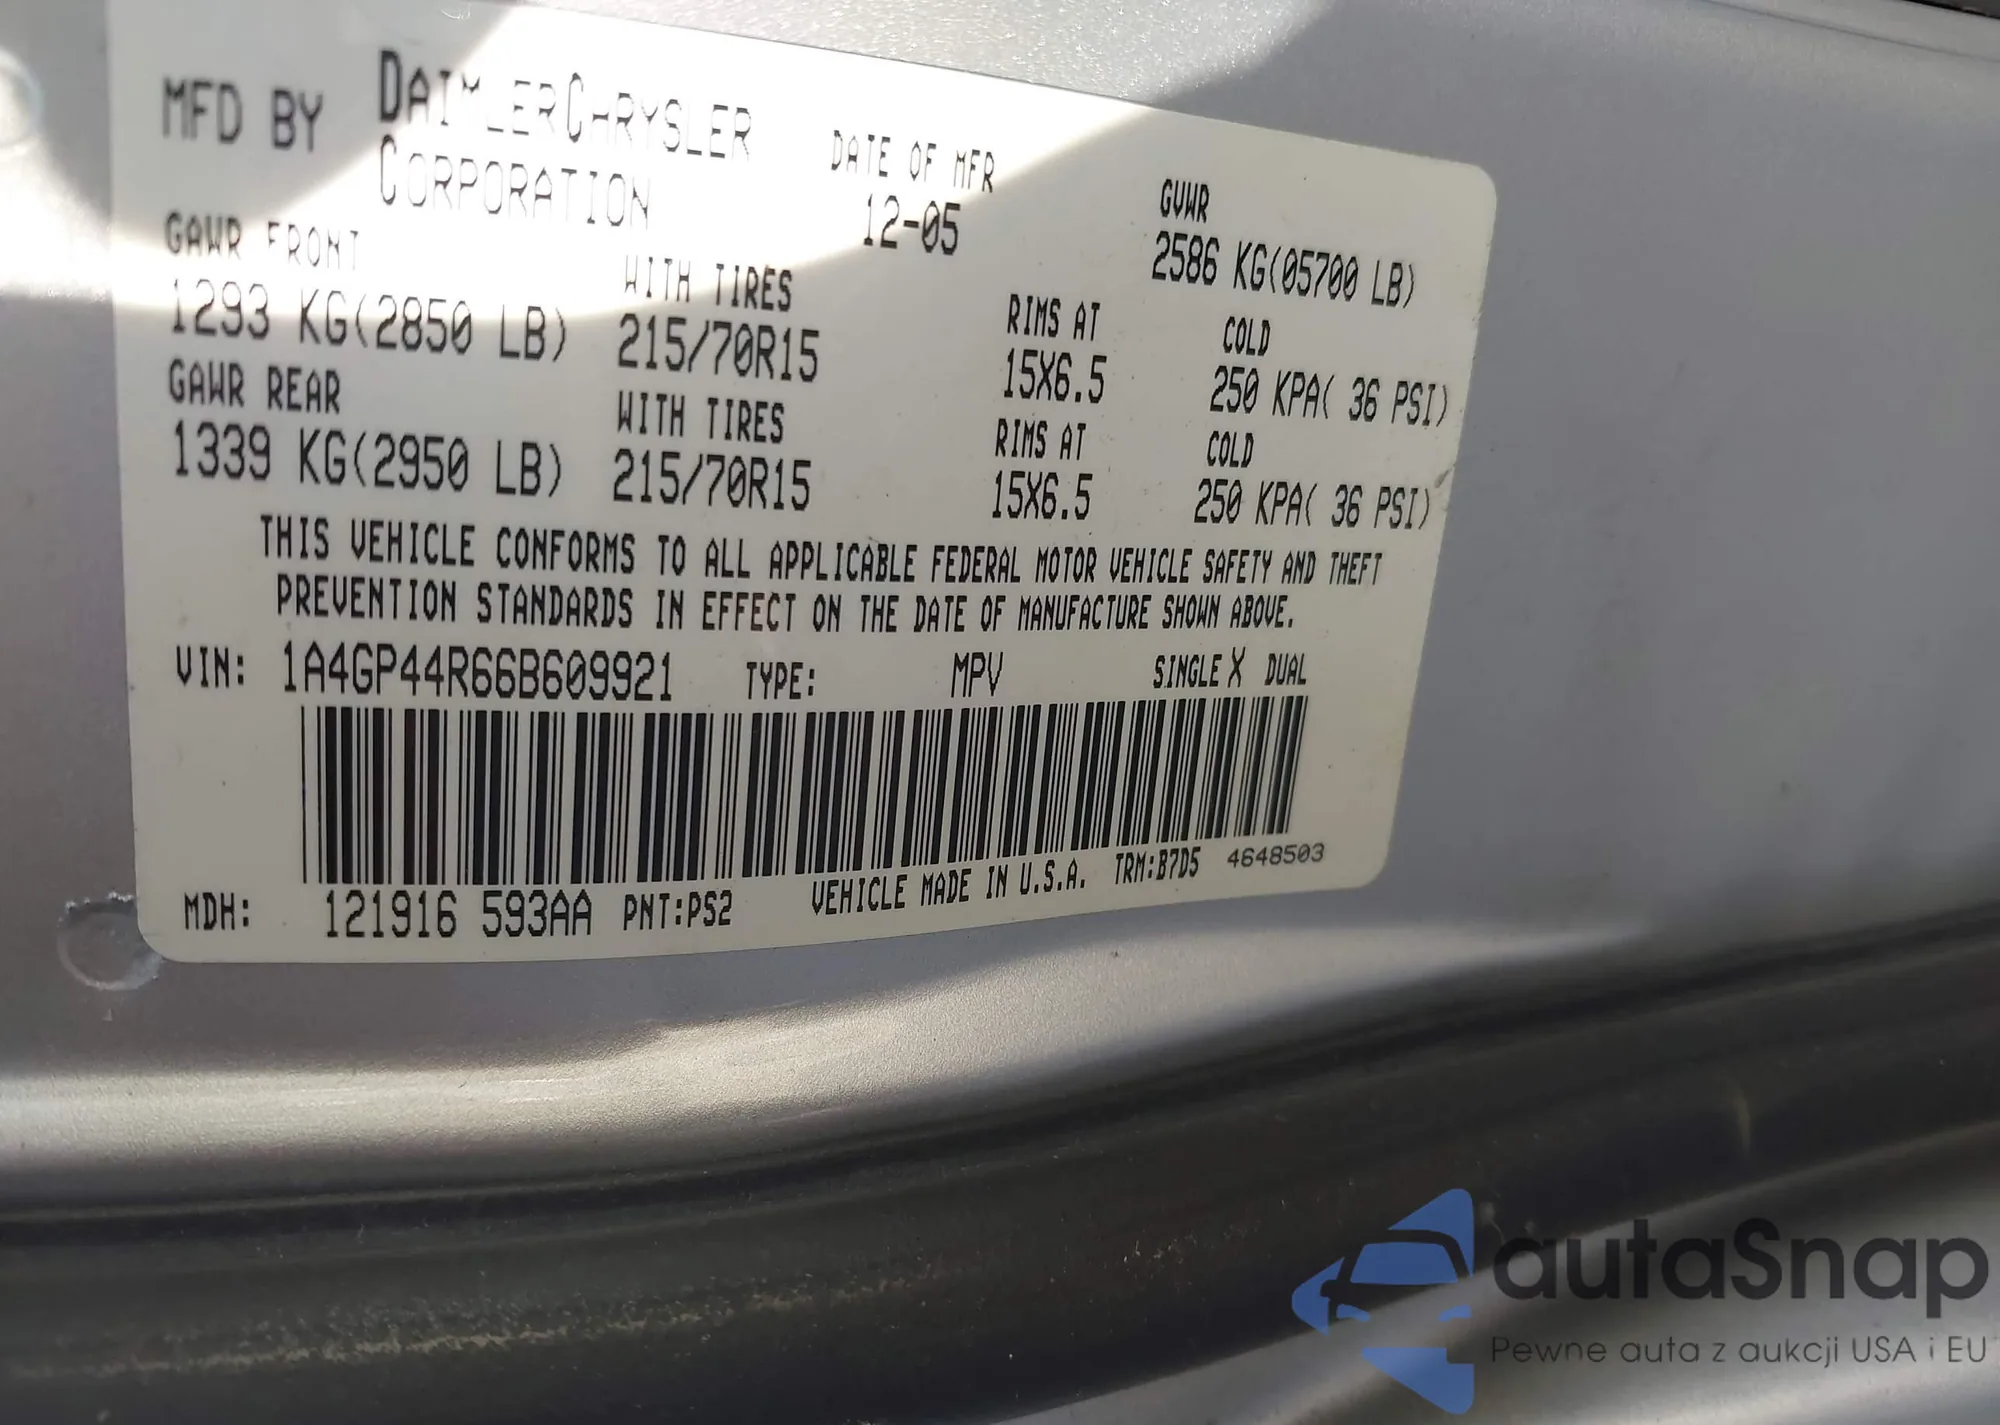 MFD BY DAIMLERCHRYSLER CORPORATION
DATE OF MFR 12-05
GVWR 2586 KG(05700 LB)
GAWR FRONT WITH TIRES RIMS AT COLD
1293 KG(2850 LB) 215/70R15 15X6.5 250 KPA( 36 PSI)
GAWR REAR WITH TIRES RIMS AT COLD
1339 KG(2950 LB) 215/70R15 15X6.5 250 KPA( 36 PSI)
THIS VEHICLE CONFORMS TO ALL APPLICABLE FEDERAL MOTOR VEHICLE SAFETY AND THEFT
PREVENTION STANDARDS IN EFFECT ON THE DATE OF MANUFACTURE SHOWN ABOVE.
VIN: 1A4GP44R66B609921 TYPE: MPV SINGLE X DUAL
MDH: 121916 593AA PNT:PS2 VEHICLE MADE IN U.S.A. TRM:B7D5 4648503
autaSnap
Pewne auta z aukcji USA i EU